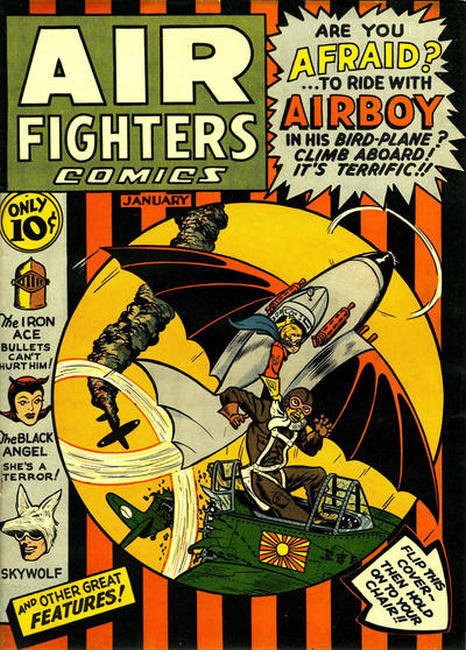 AIR
FIGHTERS
COMICS
ARE YOU
AFRAID?
...TO RIDE WITH
AIRBOY
IN HIS BIRD-PLANE?
CLIMB ABOARD!
IT'S TERRIFIC!!
JANUARY
ONLY
10¢
The IRON
ACE
BULLETS
CAN'T
HURT HIM!
The BLACK
ANGEL
SHE'S A
TERROR!
SKYWOLF
AND OTHER GREAT
FEATURES!
FLIP THIS
COVER-
THEN HOLD
ON TO YOUR
CHAIR!!